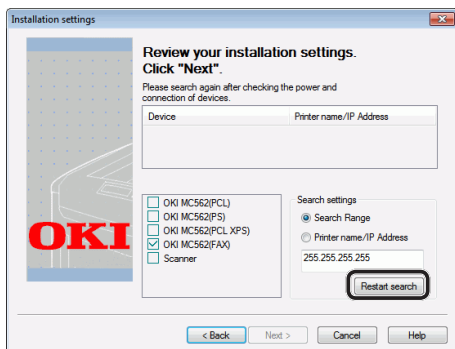 Installation settings
Review your installation settings.
Click "Next".
Please search again after checking the power and
connection of devices.
Device Printer name/IP Address
OKI MC562(PCL)
OKI MC562(PS)
OKI MC562(PCL XPS)
OKI MC562(FAX)
Scanner
Search settings
Search Range
Printer name/IP Address
255.255.255.255
Restart search
OKI
< Back Next > Cancel Help